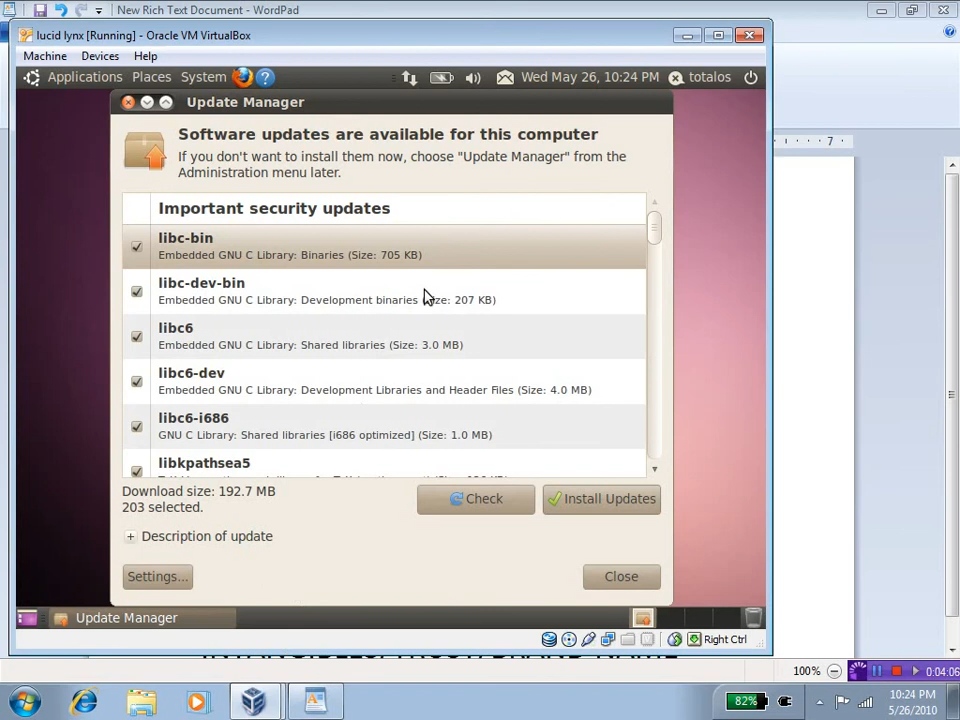 New Rich Text Document - WordPad
lucid lynx [Running] - Oracle VM VirtualBox
Machine Devices Help
Applications Places System ? Wed May 26, 10:24 PM totalos
Update Manager
Software updates are available for this computer
If you don't want to install them now, choose "Update Manager" from the
Administration menu later.
Important security updates
libc-bin
Embedded GNU C Library: Binaries (Size: 705 KB)
libc-dev-bin
Embedded GNU C Library: Development binaries 207 KB)
libc6
Embedded GNU C Library: Shared libraries (Size: 3.0 MB)
libc6-dev
Embedded GNU C Library: Development Libraries and Header Files (Size: 4.0 MB)
libc6-i686
GNU C Library: Shared libraries [i686 optimized] (Size: 1.0 MB)
libkpathsea5
Download size: 192.7 MB
203 selected.
Check
Install Updates
+ Description of update
Settings...
Close
Update Manager
Right Ctrl
7
100%
0:04:06
82%
10:24 PM
5/26/2010